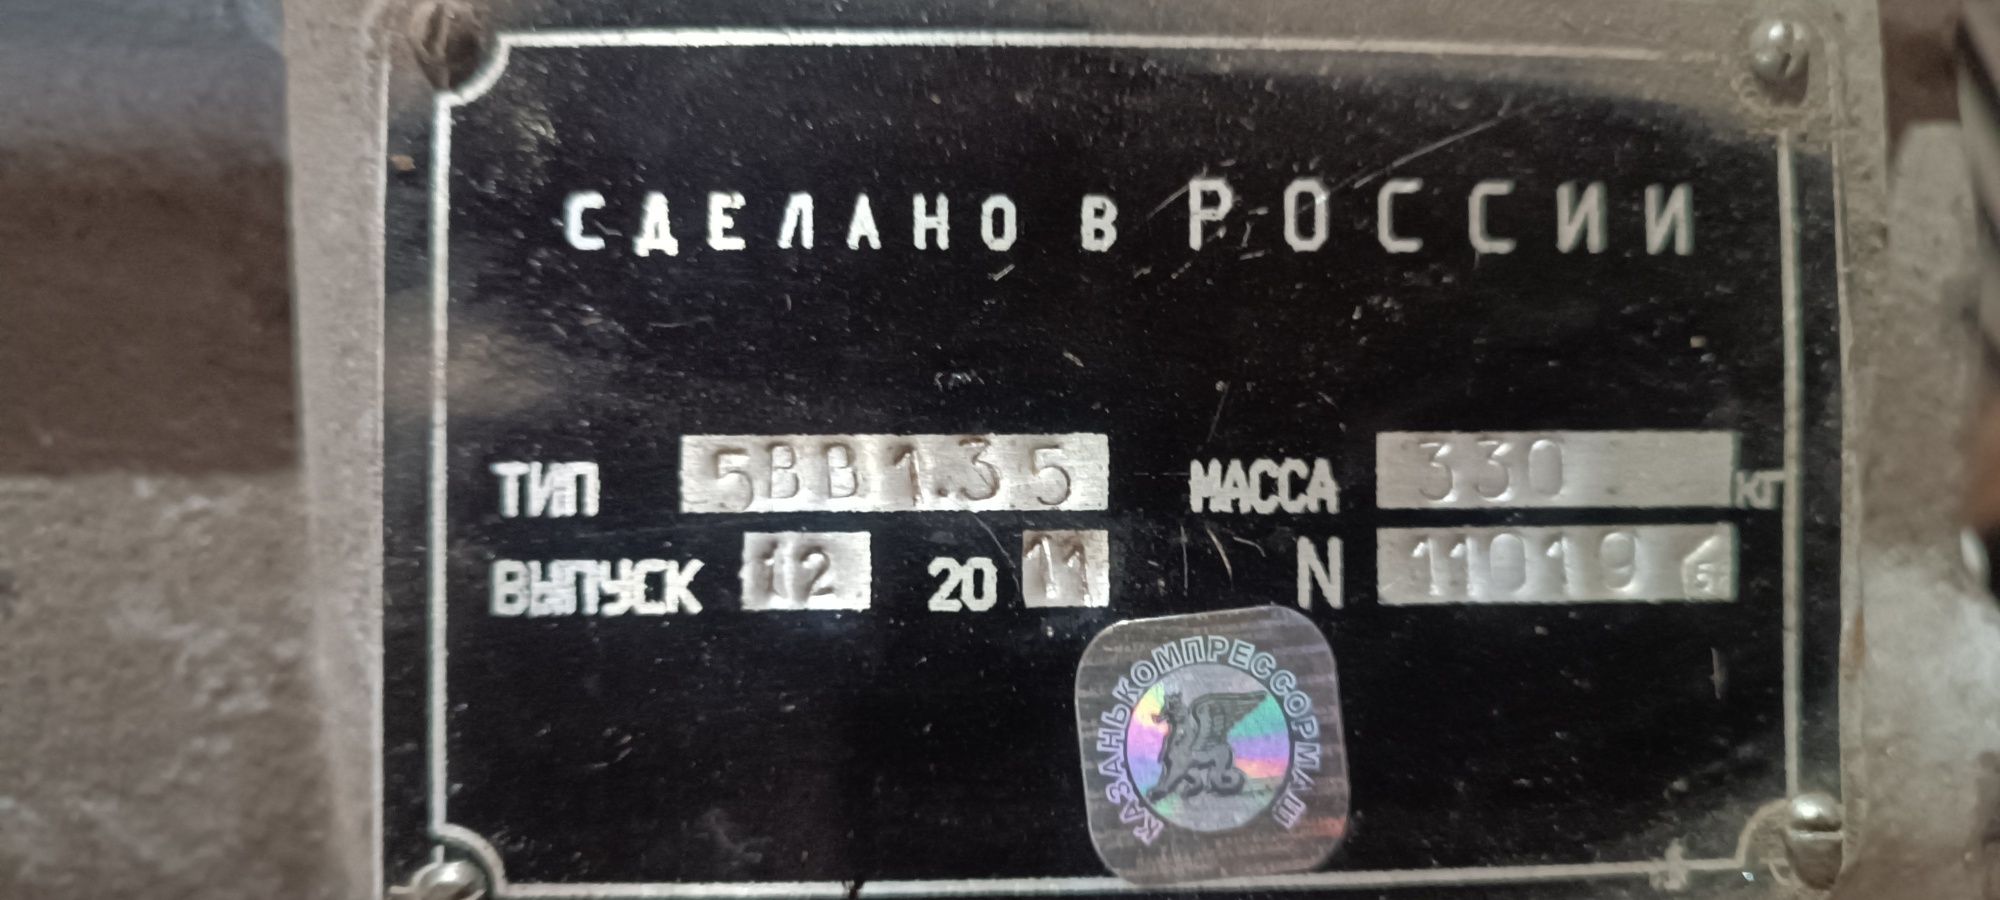 СДЕЛАНО В РОССИИ
ТИП 5ВВ1.35 МАССА 330 КГ
ВЫПУСК 12 2011 N 11019
КАЗАНЬКОМПРЕССОРМАШ